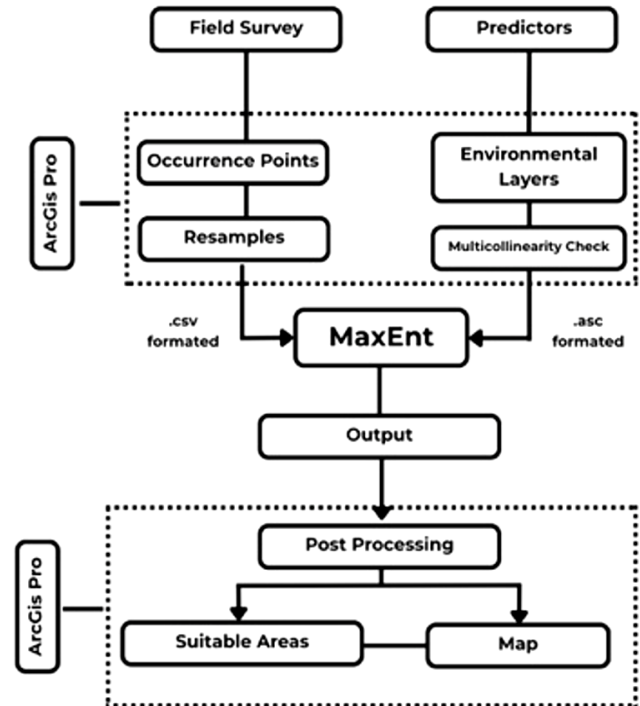 Field Survey
Predictors
ArcGis Pro
Occurrence Points
Environmental
Layers
Resamples
Multicollinearity Check
.csv
formated
MaxEnt
.asc
formated
Output
ArcGis Pro
Post Processing
Suitable Areas
Map